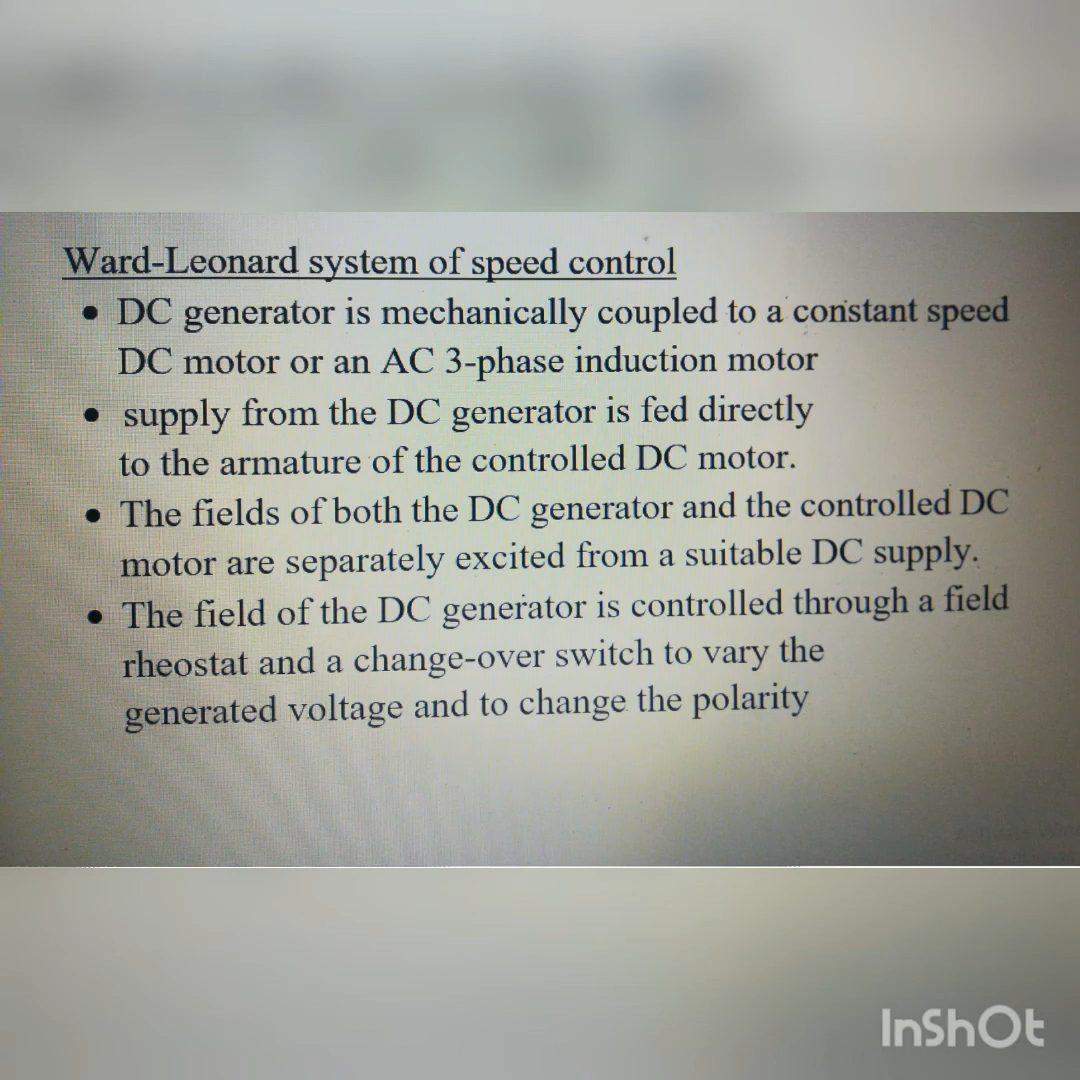 Ward-Leonard system of speed control
• DC generator is mechanically coupled to a constant speed
DC motor or an AC 3-phase induction motor
• supply from the DC generator is fed directly
to the armature of the controlled DC motor.
• The fields of both the DC generator and the controlled DC
motor are separately excited from a suitable DC supply.
• The field of the DC generator is controlled through a field
rheostat and a change-over switch to vary the
generated voltage and to change the polarity
InShOt